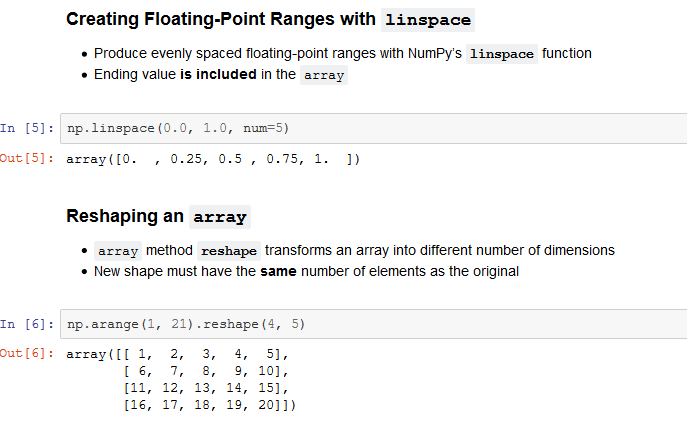 Creating Floating-Point Ranges with linspace
• Produce evenly spaced floating-point ranges with NumPy's linspace function
• Ending value is included in the array
In [5]: np.linspace(0.0, 1.0, num=5)
Out[5]: array([0.  , 0.25, 0.5 , 0.75, 1.  ])
Reshaping an array
• array method reshape transforms an array into different number of dimensions
• New shape must have the same number of elements as the original
In [6]: np.arange(1, 21).reshape(4, 5)
Out[6]: array([[ 1,  2,  3,  4,  5],
[ 6,  7,  8,  9, 10],
[11, 12, 13, 14, 15],
[16, 17, 18, 19, 20]])